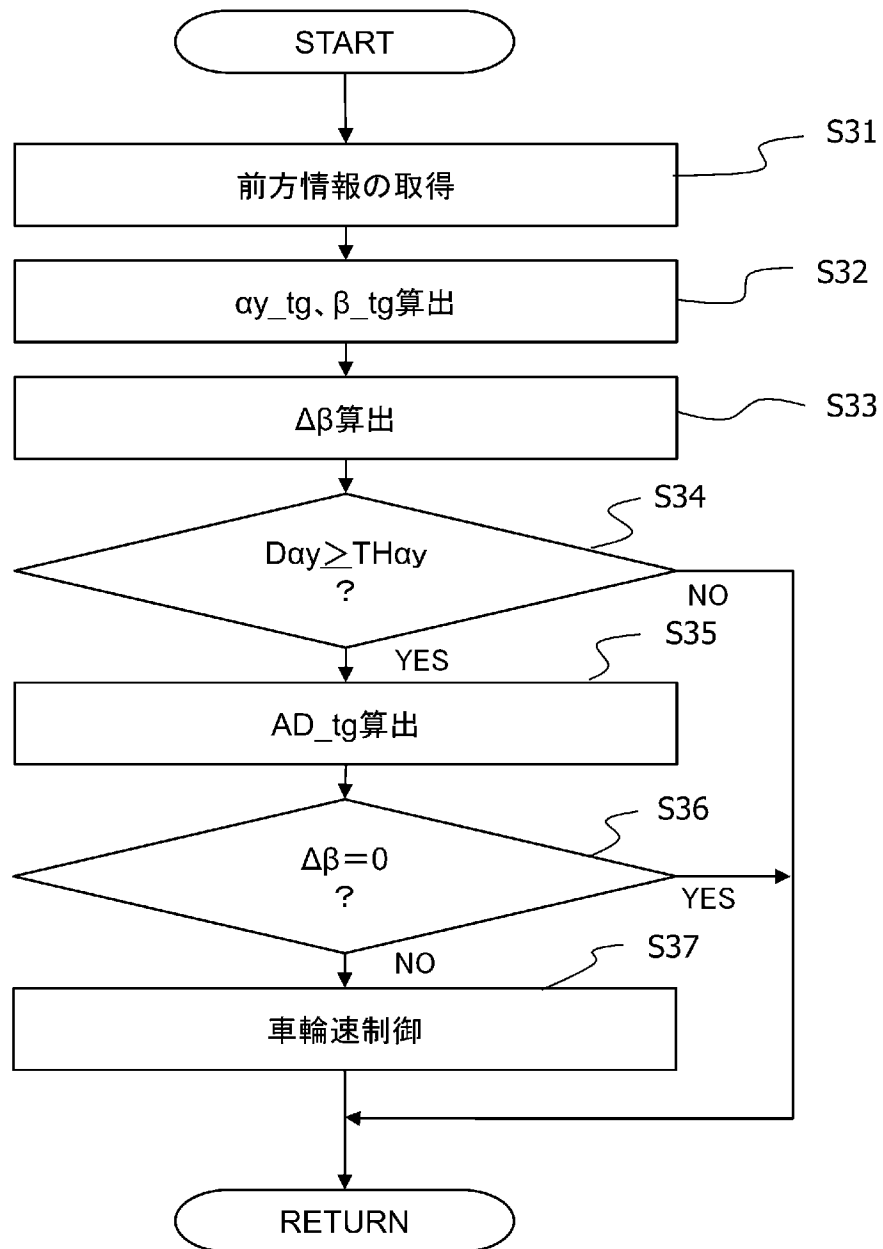 START
S31
前方情報の取得
S32
αy_tg、β_tg算出
S33
Δβ算出
S34
Dαy≧THαy
?
NO
YES
S35
AD_tg算出
S36
Δβ=0
?
YES
NO
S37
車輪速制御
RETURN